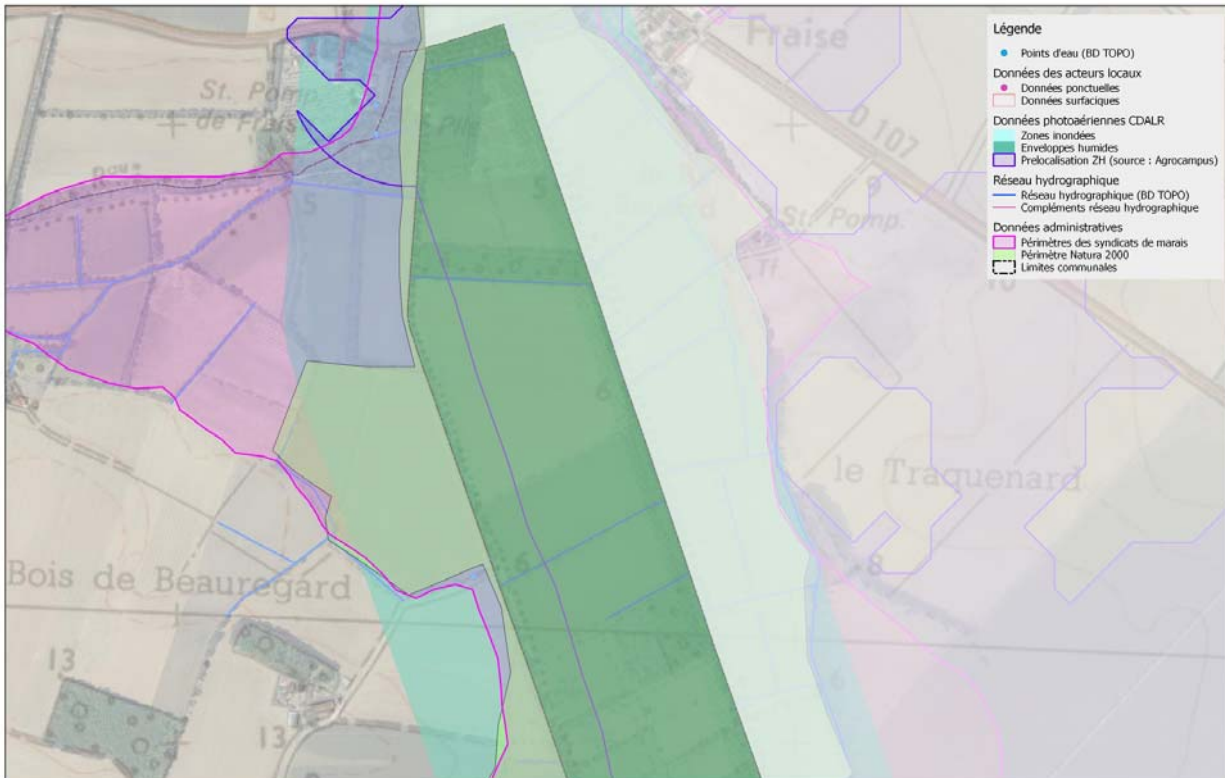 Fraise
D 107
St. Pomp.
de Frais
5
6
St. Pomp.
6
le Traquenard
6
8
Bois de Beauregard
6
13
13
Légende
Points d'eau (BD TOPO)
Données des acteurs locaux
Données ponctuelles
Données surfaciques
Données photoaériennes CDALR
Zones inondées
Enveloppes humides
Prelocalisation ZH (source : Agrocampus)
Réseau hydrographique
Réseau hydrographique (BD TOPO)
Compléments réseau hydrographique
Données administratives
Périmètres des syndicats de marais
Périmètre Natura 2000
Limites communales